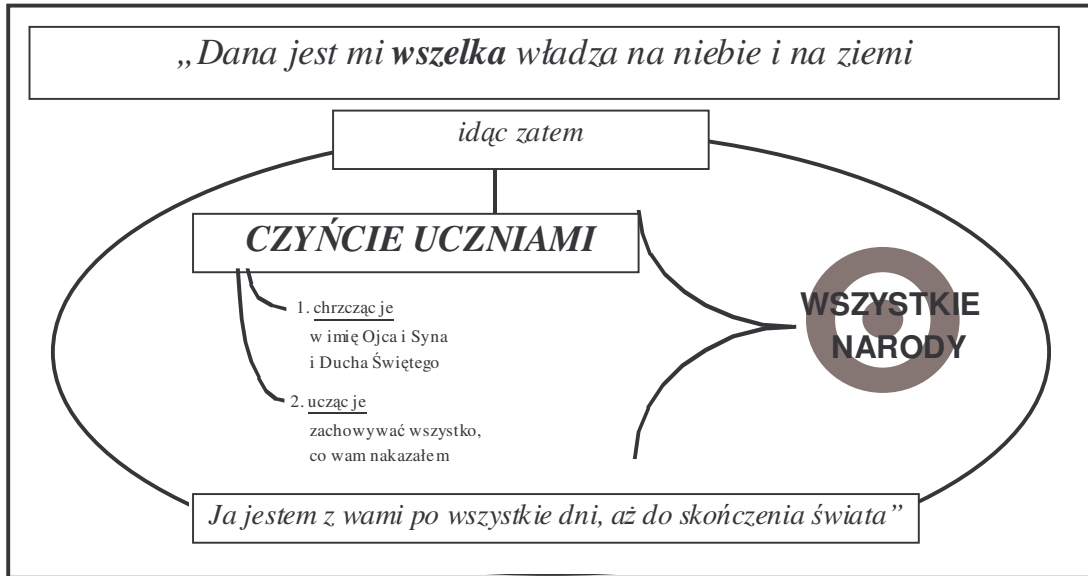 „Dana jest mi wszelka władza na niebie i na ziemi
idąc zatem
CZYŃCIE UCZNIAMI
1. chrzcząc je
w imię Ojca i Syna
i Ducha Świętego
2. ucząc je
zachowywać wszystko,
co wam nakazałem
WSZYSTKIE
NARODY
Ja jestem z wami po wszystkie dni, aż do skończenia świata”